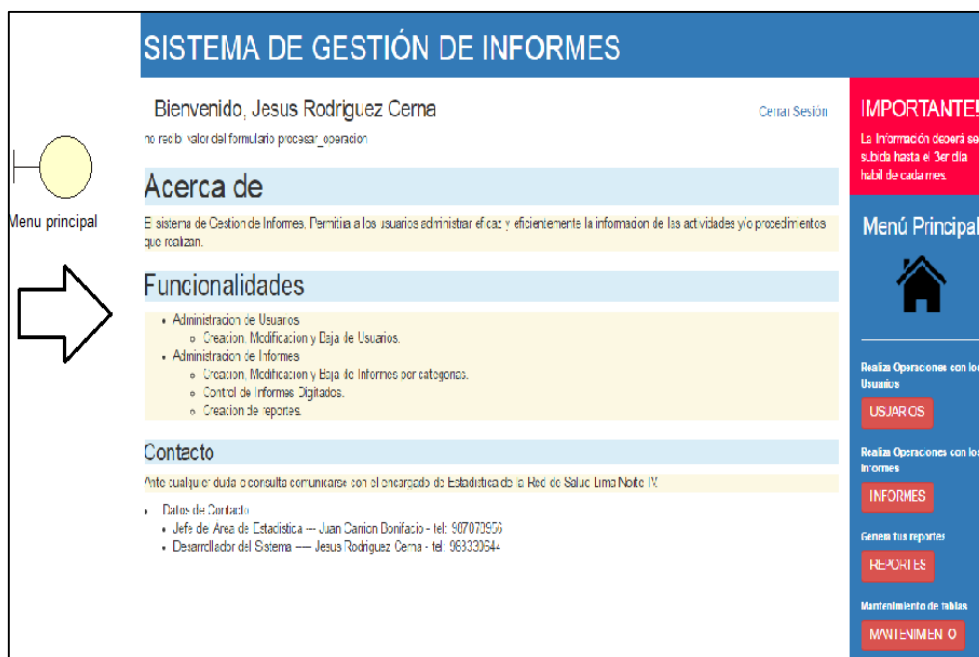 SISTEMA DE GESTIÓN DE INFORMES
Bienvenido, Jesus Rodriguez Cerna
Cerrar Sesión
no recibi valor del formulario procesar_operacion
Menu principal
Acerca de
El sistema de Gestion de Informes, Permitira a los usuarios administrar eficaz y eficientemente la informacion de las actividades y/o procedimientos
que realizan.
Funcionalidades
Administracion de Usuarios
Creacion, Modificacion y Baja de Usuarios.
Administracion de Informes
Creacion, Modificacion y Baja de Informes por categorias.
Control de Informes Digitados.
Creacion de reportes.
Contacto
Ante cualquier duda o consulta comunicarse con el encargado de Estadistica de la Red de Salud Lima Norte IV.
Datos de Contacto
Jefe del Area de Estadistica --- Juan Carrion Bonifacio - tel:
Desarrollador del Sistema ---- Jesus Rodriguez Cerna - tel:
IMPORTANTE!
La Información deberá se
subida hasta el 3er día
habil de cada mes.
Menú Principal
Realiza Operaciones con los
Usuarios
USUARIOS
Realiza Operaciones con los
Informes
INFORMES
Genera tus reportes
REPORTES
Mantenimiento de tablas
MANTENIMIENTO